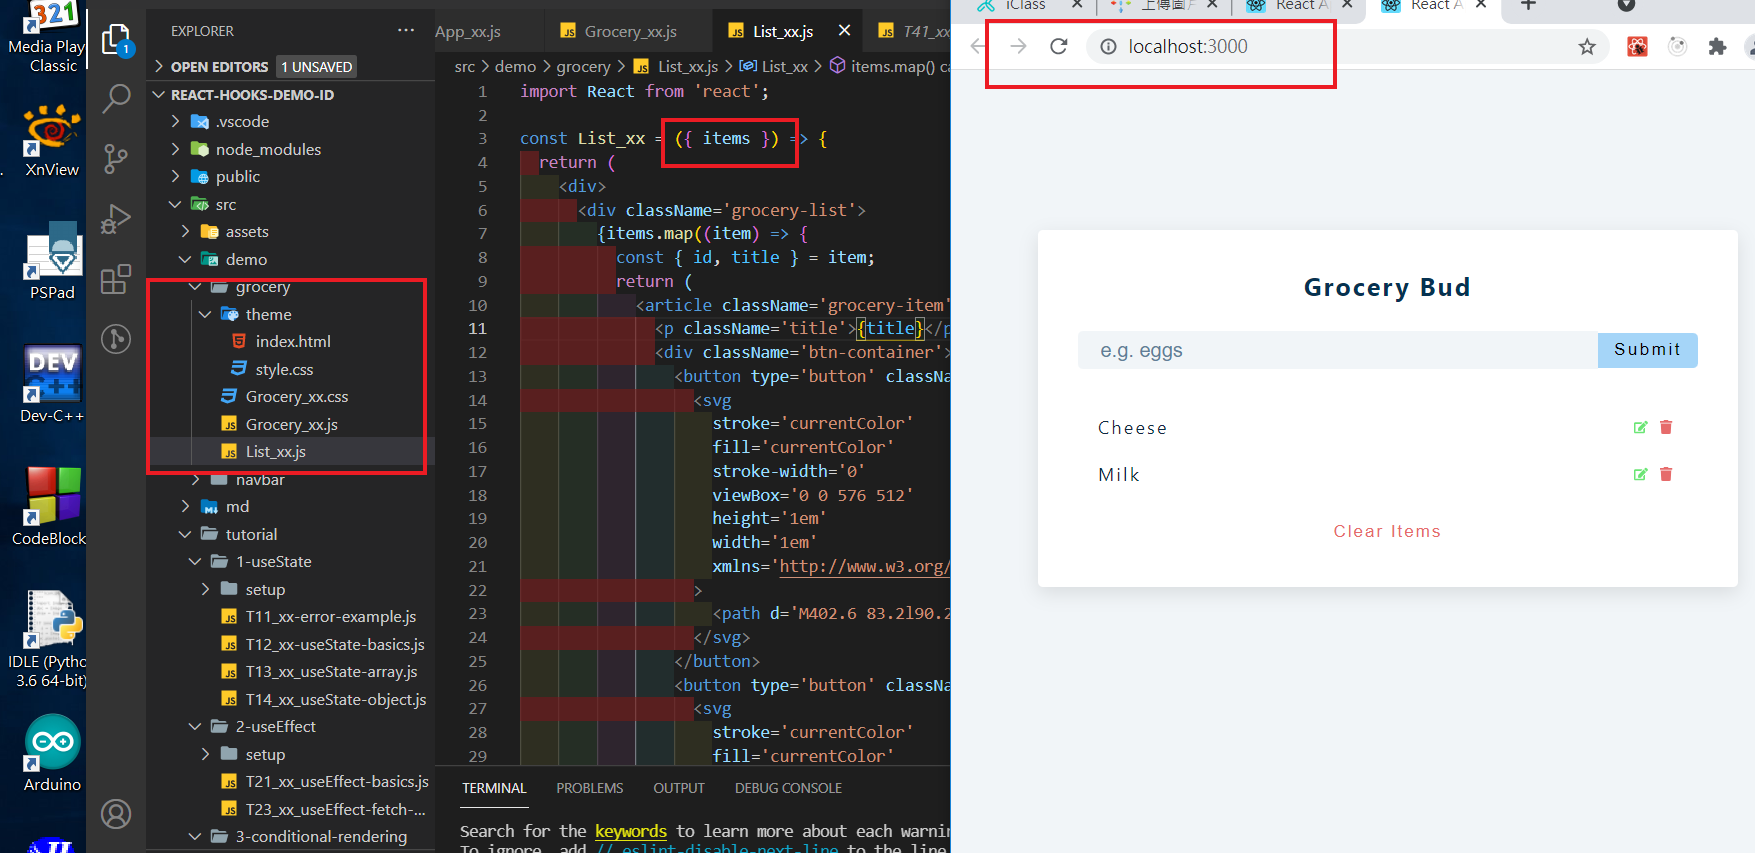 Media Play
Classic
XnView
PSPad
Dev-C++
CodeBlock
IDLE (Pytho
3.6 64-bit)
Arduino
1
EXPLORER
OPEN EDITORS 1 UNSAVED
REACT-HOOKS-DEMO-ID
.vscode
node_modules
public
src
assets
demo
grocery
theme
index.html
style.css
Grocery_xx.css
Grocery_xx.js
List_xx.js
navbar
md
tutorial
1-useState
setup
T11_xx-error-example.js
T12_xx-useState-basics.js
T13_xx-useState-array.js
T14_xx_useState-object.js
2-useEffect
setup
T21_xx_useEffect-basics.js
T23_xx_useEffect-fetch-...
3-conditional-rendering
App_xx.js Grocery_xx.js List_xx.js T41_xx
src > demo > grocery > List_xx.js > List_xx > items.map() ca
1 import React from 'react';
2
3 const List_xx = ({ items }) => {
4 return (
5 <div>
6 <div className='grocery-list'>
7 {items.map((item) => {
8 const { id, title } = item;
9 return (
10 <article className='grocery-item'
11 <p className='title'>{title}</p
12 <div className='btn-container'>
13 <button type='button' classNa
14 <svg
15 stroke='currentColor'
16 fill='currentColor'
17 stroke-width='0'
18 viewBox='0 0 576 512'
19 height='1em'
20 width='1em'
21 xmlns='http://www.w3.org/
22 >
23 <path d='M402.6 83.2l90.2
24 </svg>
25 </button>
26 <button type='button' classNa
27 <svg
28 stroke='currentColor'
29 fill='currentColor'
TERMINAL PROBLEMS OUTPUT DEBUG CONSOLE
Search for the keywords to learn more about each warnin
To ignore, add // eslint-disable-next-line to the line
iClass
上傳圖
React A
React A
localhost:3000
Grocery Bud
e.g. eggs
Submit
Cheese
Milk
Clear Items